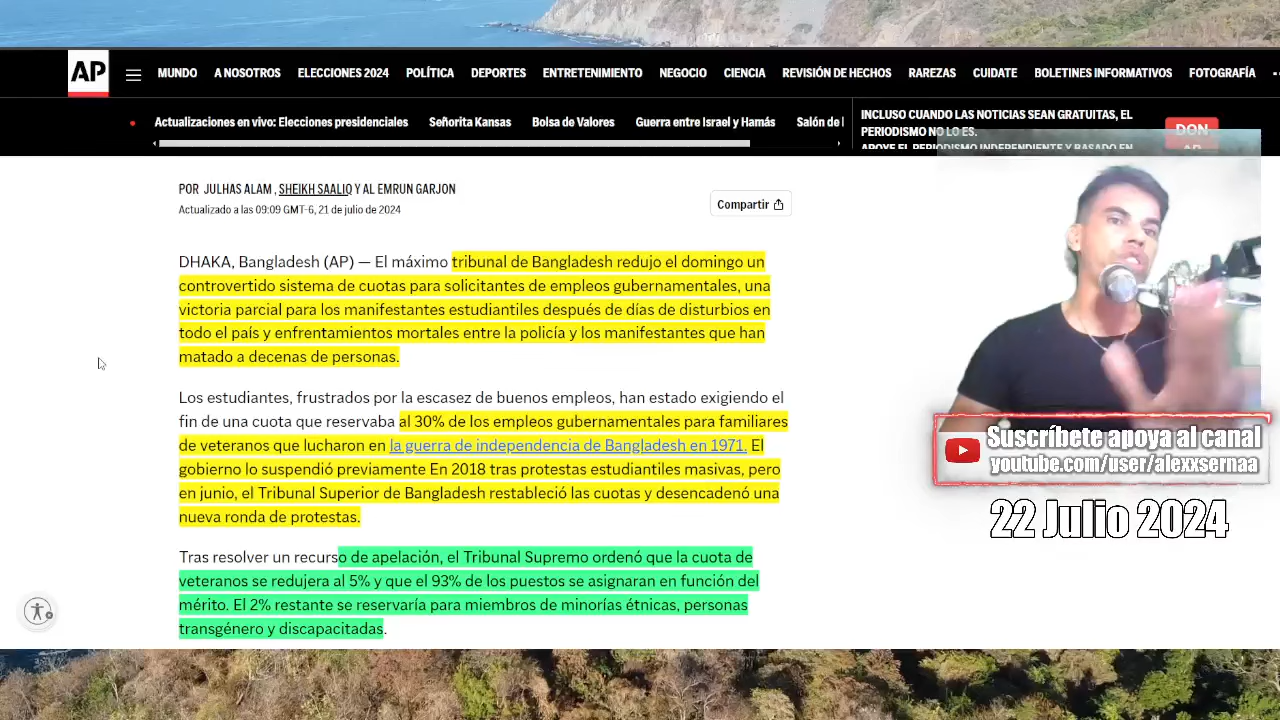 AP
MUNDO A NOSOTROS ELECCIONES 2024 POLÍTICA DEPORTES ENTRETENIMIENTO NEGOCIO CIENCIA REVISIÓN DE HECHOS RAREZAS CUIDATE BOLETINES INFORMATIVOS FOTOGRAFÍA
Actualizaciones en vivo: Elecciones presidenciales Señorita Kansas Bolsa de Valores Guerra entre Israel y Hamás Salón de
INCLUSO CUANDO LAS NOTICIAS SEAN GRATUITAS, EL
PERIODISMO NO LO ES.
APOYE EL PERIODISMO INDEPENDIENTE Y BASADO EN
DON
POR JULHAS ALAM , SHEIKH SAALIQ Y AL EMRUN GARJON
Actualizado a las 09:09 GMT-6, 21 de julio de 2024
Compartir
DHAKA, Bangladesh (AP) — El máximo tribunal de Bangladesh redujo el domingo un
controvertido sistema de cuotas para solicitantes de empleos gubernamentales, una
victoria parcial para los manifestantes estudiantiles después de días de disturbios en
todo el país y enfrentamientos mortales entre la policía y los manifestantes que han
matado a decenas de personas.
Los estudiantes, frustrados por la escasez de buenos empleos, han estado exigiendo el
fin de una cuota que reservaba al 30% de los empleos gubernamentales para familiares
de veteranos que lucharon en la guerra de independencia de Bangladesh en 1971. El
gobierno lo suspendió previamente En 2018 tras protestas estudiantiles masivas, pero
en junio, el Tribunal Superior de Bangladesh restableció las cuotas y desencadenó una
nueva ronda de protestas.
Tras resolver un recurso de apelación, el Tribunal Supremo ordenó que la cuota de
veteranos se redujera al 5% y que el 93% de los puestos se asignaran en función del
mérito. El 2% restante se reservaría para miembros de minorías étnicas, personas
transgénero y discapacitadas.
Suscríbete apoya al canal
youtube.com/user/alexxsernaa
22 Julio 2024